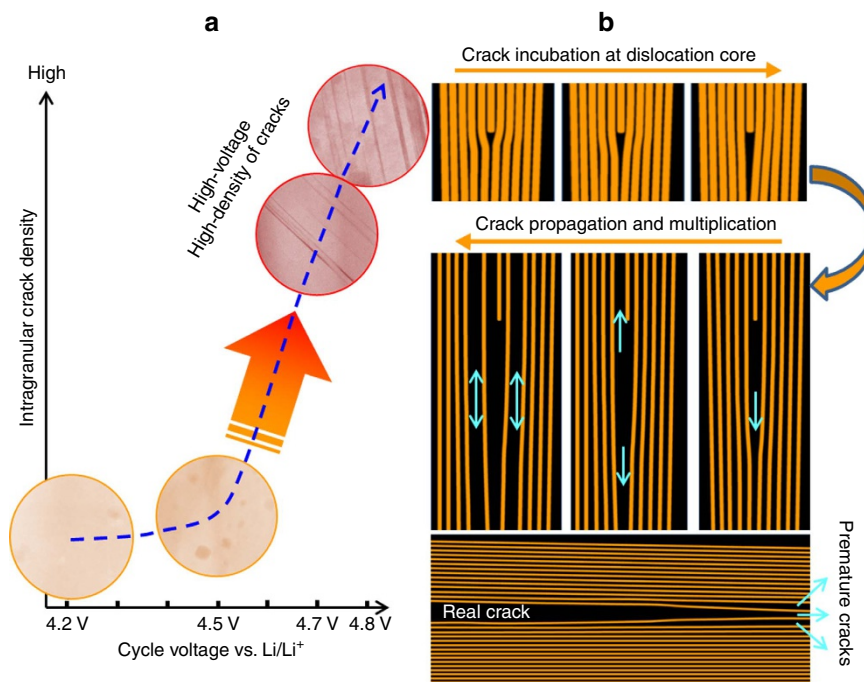 a
High
Intragranular crack density
High-voltage
High-density of cracks
4.2 V
4.5 V
4.7 V
4.8 V
Cycle voltage vs. Li/Li⁺
b
Crack incubation at dislocation core
Crack propagation and multiplication
Real crack
Premature cracks